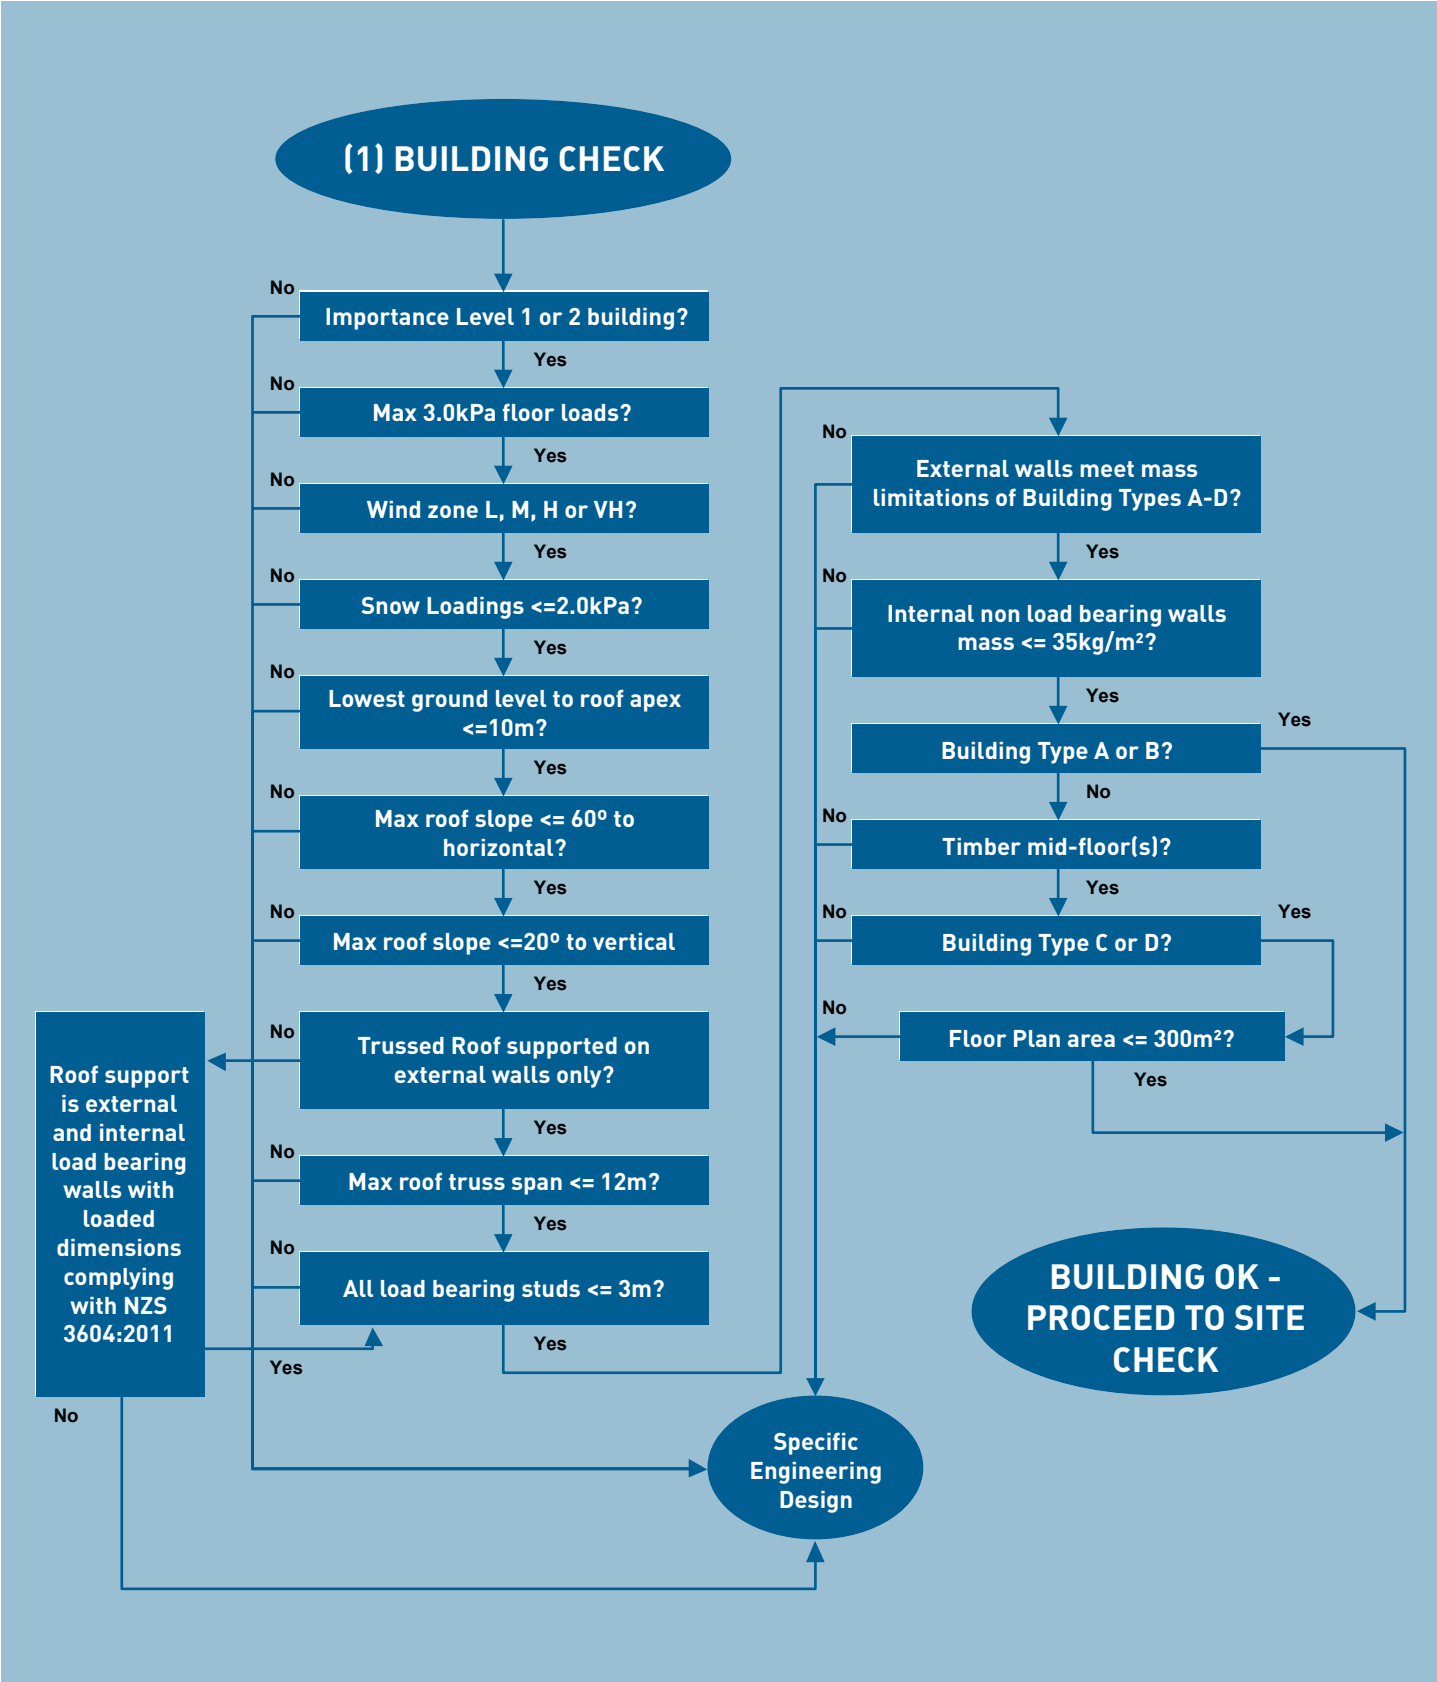 (1) BUILDING CHECK
No
Importance Level 1 or 2 building?
Yes
No
Max 3.0kPa floor loads?
Yes
No
Wind zone L, M, H or VH?
Yes
No
Snow Loadings <=2.0kPa?
Yes
No
Lowest ground level to roof apex
<=10m?
Yes
No
Max roof slope <= 60º to
horizontal?
Yes
No
Max roof slope <=20º to vertical
Yes
No
Trussed Roof supported on
external walls only?
Yes
No
Max roof truss span <= 12m?
Yes
No
All load bearing studs <= 3m?
Yes
Roof support
is external
and internal
load bearing
walls with
loaded
dimensions
complying
with NZS
3604:2011
Yes
No
No
External walls meet mass
limitations of Building Types A-D?
Yes
No
Internal non load bearing walls
mass <= 35kg/m²?
Yes
Building Type A or B?
Yes
No
No
Timber mid-floor(s)?
Yes
No
Building Type C or D?
Yes
No
Floor Plan area <= 300m²?
Yes
BUILDING OK -
PROCEED TO SITE
CHECK
Specific
Engineering
Design